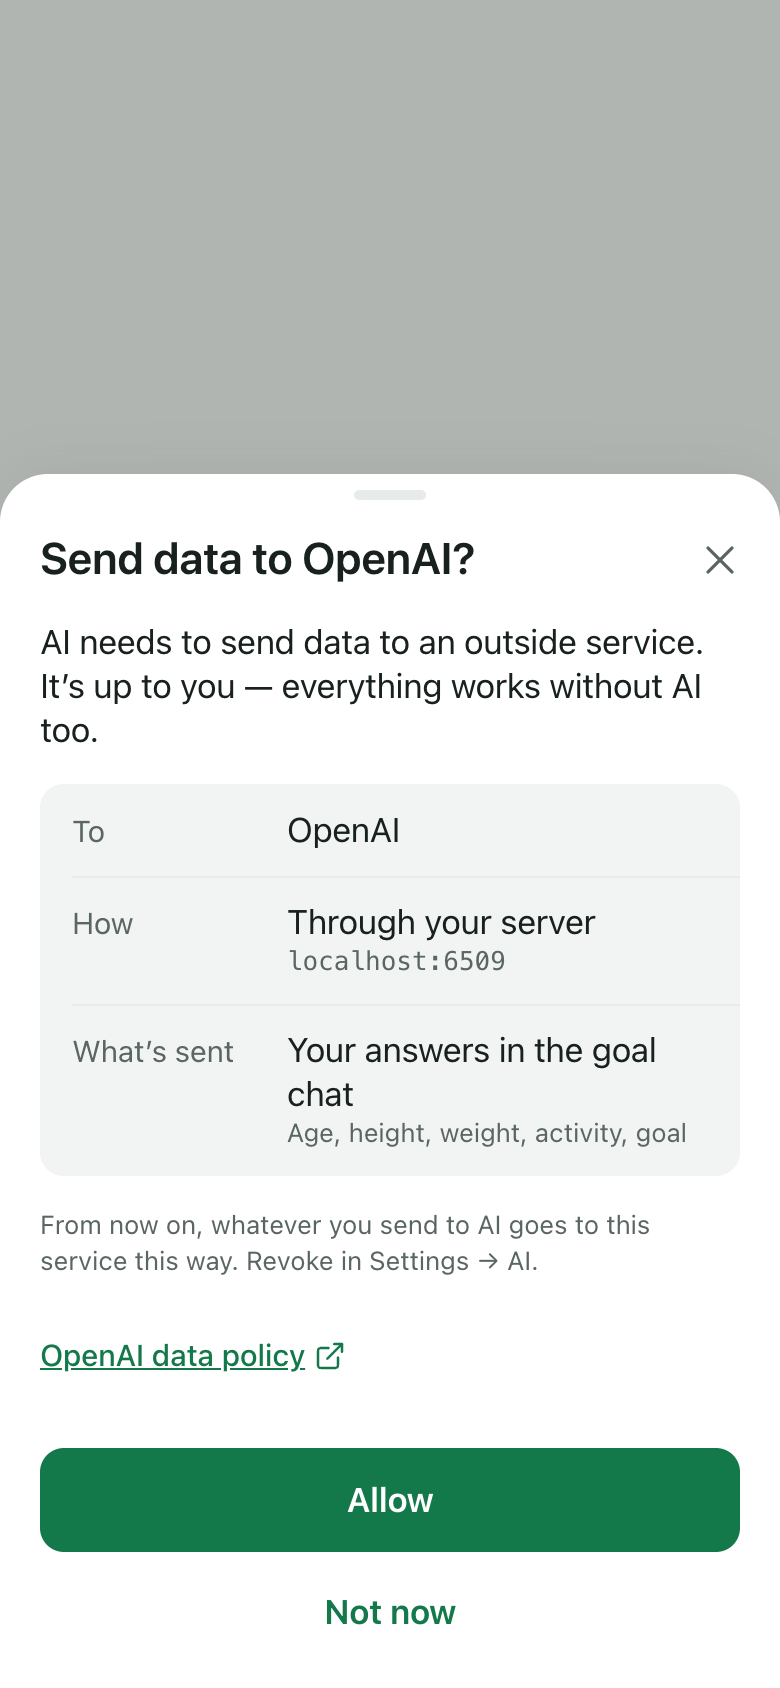 Send data to OpenAI?
AI needs to send data to an outside service.
It’s up to you — everything works without AI
too.
To
OpenAI
How
Through your server
localhost:6509
What’s sent
Your answers in the goal
chat
Age, height, weight, activity, goal
From now on, whatever you send to AI goes to this
service this way. Revoke in Settings → AI.
OpenAI data policy
Allow
Not now